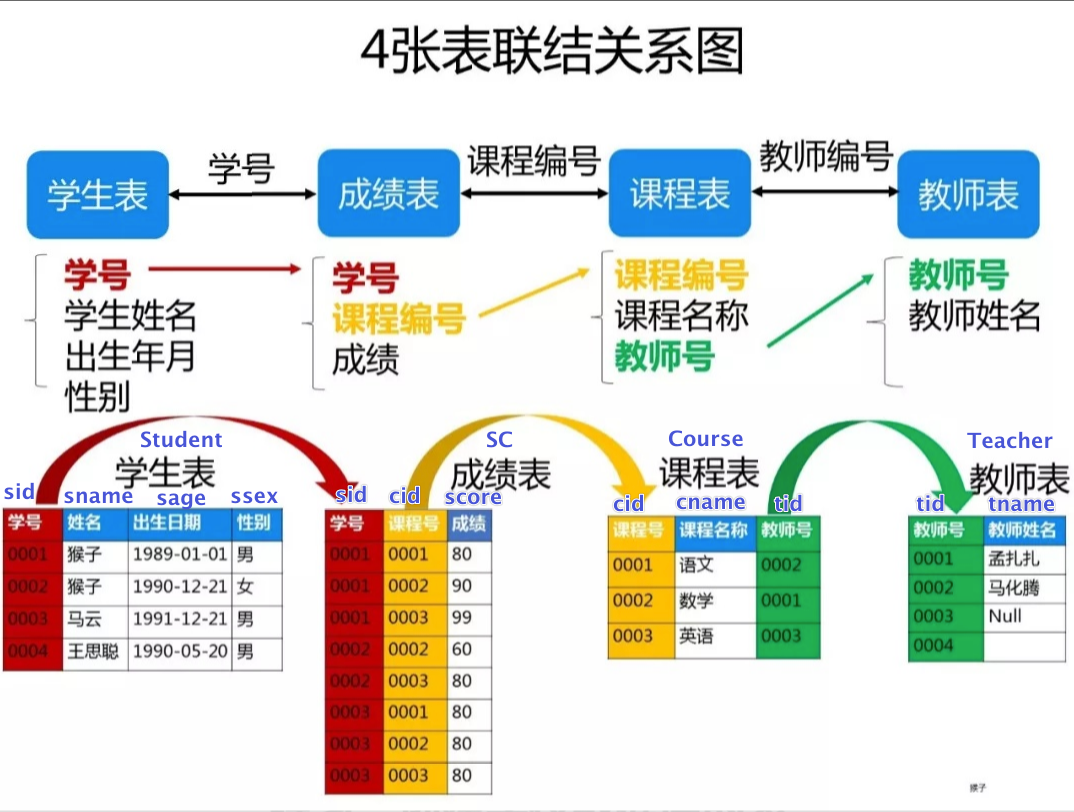 4张表联结关系图
学生表
学号
成绩表
课程编号
课程表
教师编号
教师表
学号
学生姓名
出生年月
性别
学号
课程编号
成绩
课程编号
课程名称
教师号
教师号
教师姓名
Student
学生表
sid sname sage ssex
学号 姓名 出生日期 性别
0001 猴子 1989-01-01 男
0002 猴子 1990-12-21 女
0003 马云 1991-12-21 男
0004 王思聪 1990-05-20 男
SC
成绩表
sid cid score
学号 课程号 成绩
0001 0001 80
0001 0002 90
0001 0003 99
0002 0002 60
0002 0003 80
0003 0001 80
0003 0002 80
0003 0003 80
Course
课程表
cid cname tid
课程号 课程名称 教师号
0001 语文 0002
0002 数学 0001
0003 英语 0003
Teacher
教师表
tid tname
教师号 教师姓名
0001 孟扎扎
0002 马化腾
0003 Null
0004
猴子